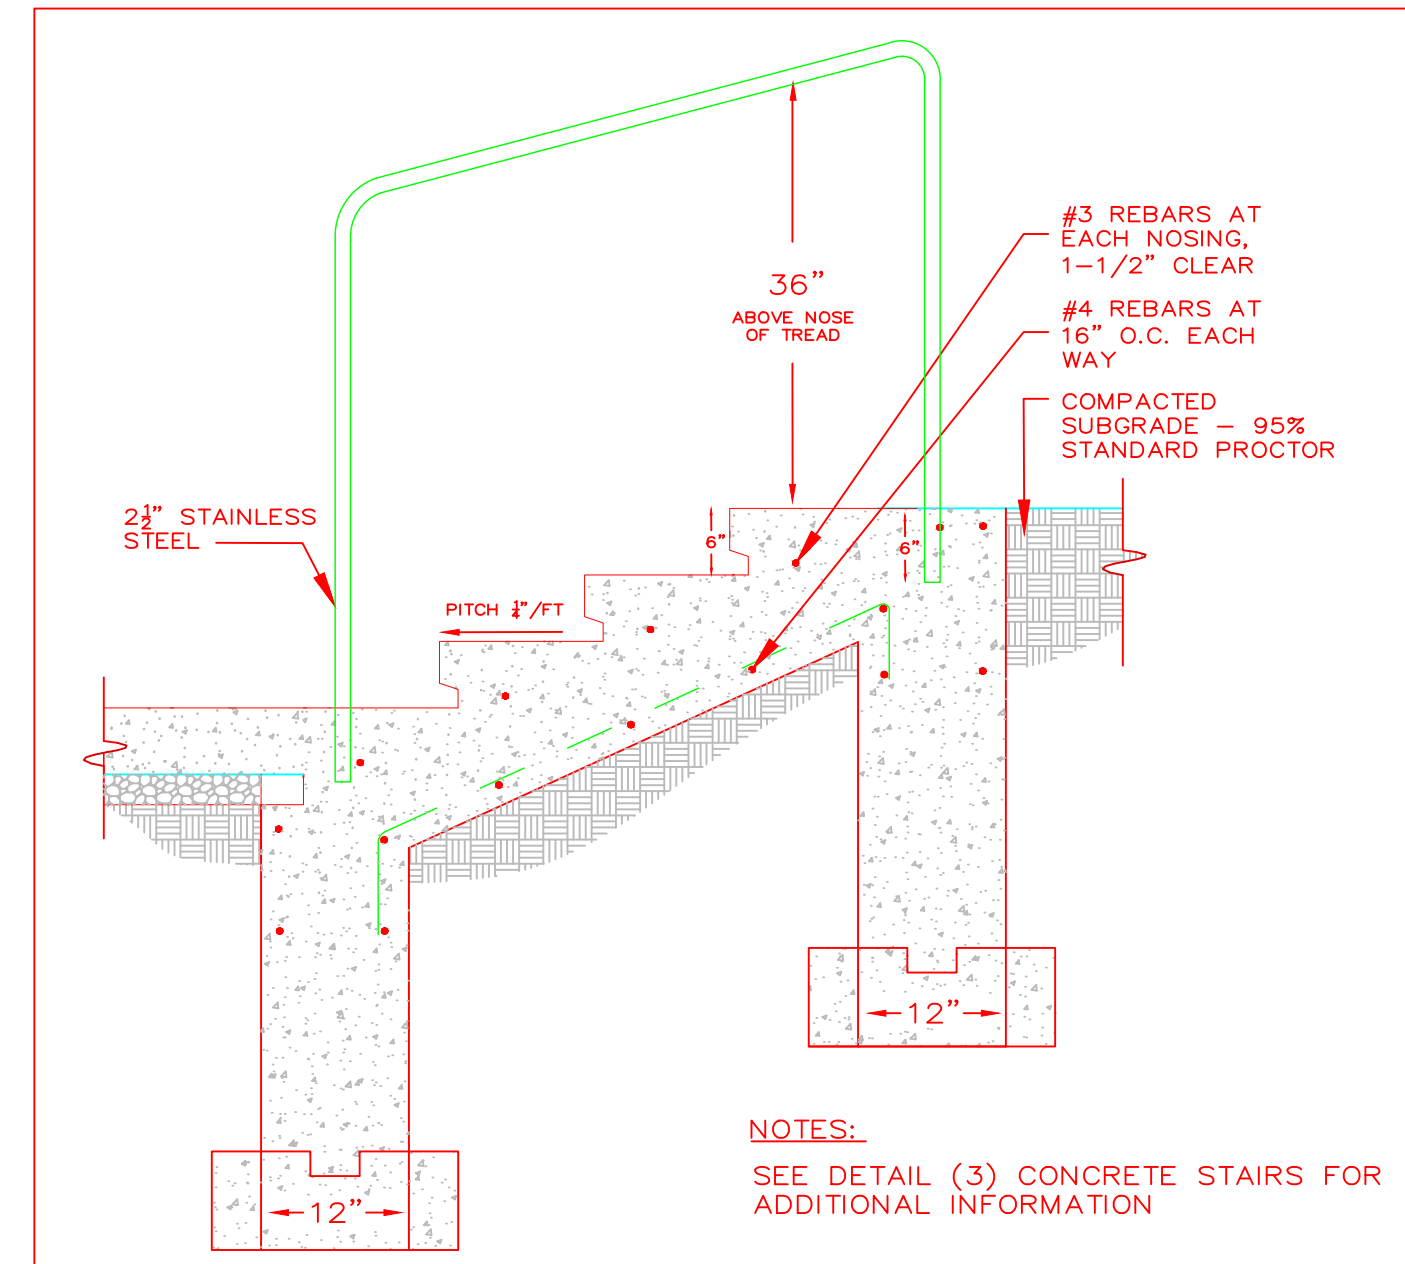 #3 REBARS AT
EACH NOSING,
1-1/2" CLEAR
#4 REBARS AT
16" O.C. EACH
WAY
COMPACTED
SUBGRADE - 95%
STANDARD PROCTOR
36"
ABOVE NOSE
OF TREAD
2½" STAINLESS
STEEL
6"
6"
PITCH ¼"/FT
12"
12"
NOTES:
SEE DETAIL (3) CONCRETE STAIRS FOR
ADDITIONAL INFORMATION